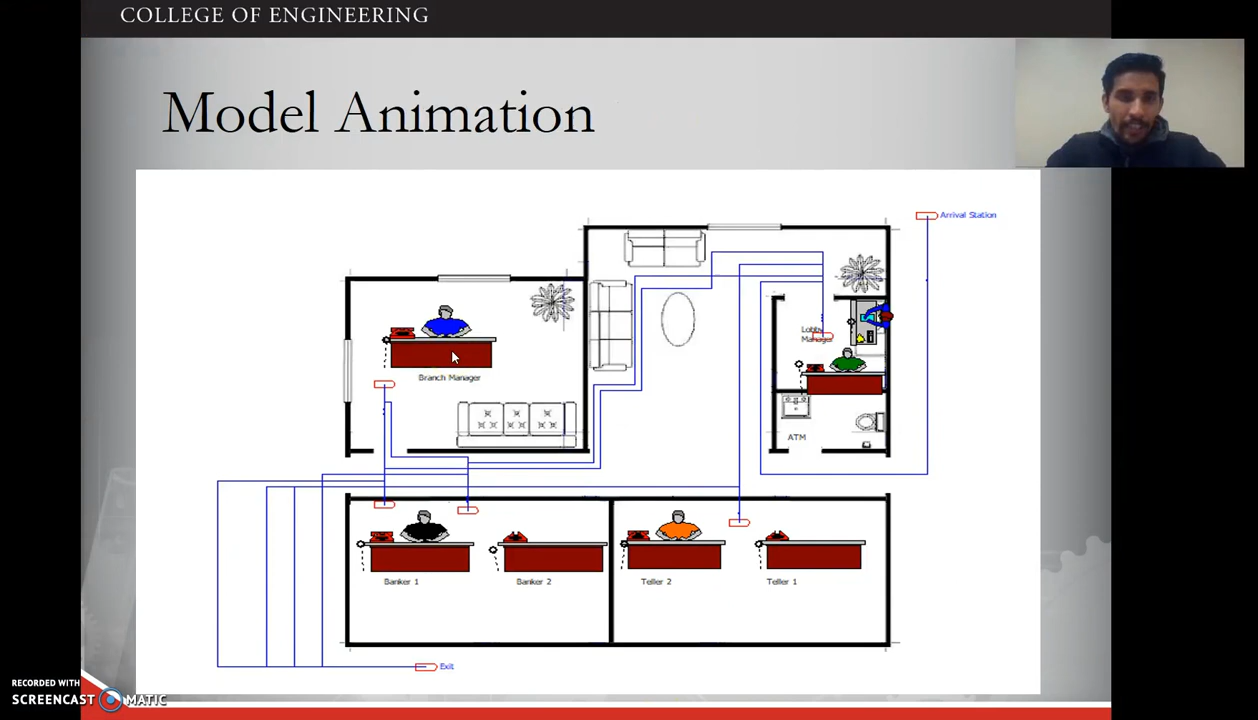 COLLEGE OF ENGINEERING
Model Animation
Arrival Station
Lobby
Manager
Branch Manager
ATM
Banker 1
Banker 2
Teller 2
Teller 1
Exit
RECORDED WITH
SCREENCAST MATIC